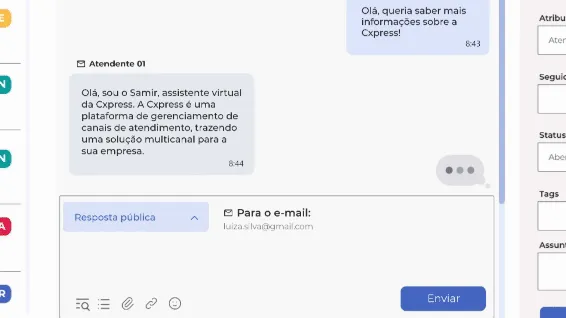 Olá, queria saber mais
informações sobre a
Cxpress!
8:43
E
N
N
A
R
Atendente 01
Olá, sou o Samir, assistente virtual
da Cxpress. A Cxpress é uma
plataforma de gerenciamento de
canais de atendimento, trazendo
uma solução multicanal para a
sua empresa.
8:44
Resposta pública
Para o e-mail:
luiza.silva@gmail.com
Enviar
Atribu
Aten
Seguid
Status
Abe
Tags
Assunt